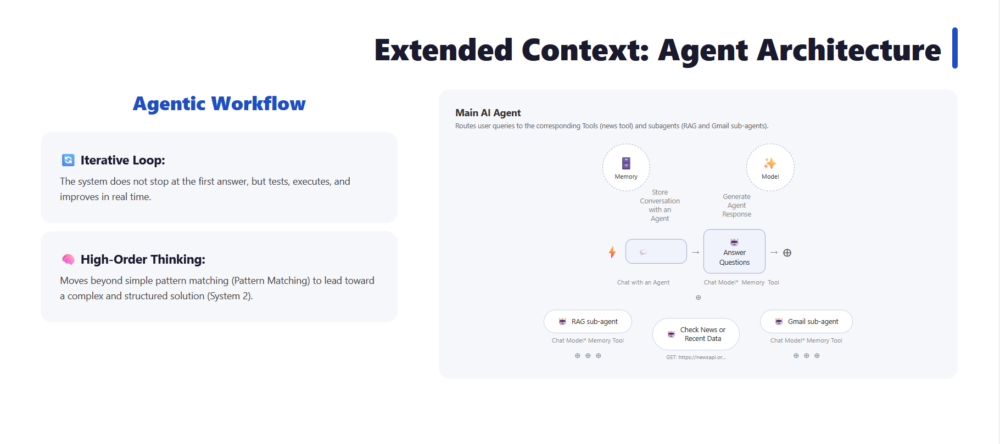 Extended Context: Agent Architecture
Agentic Workflow
Iterative Loop:
The system does not stop at the first answer, but tests, executes, and
improves in real time.
High-Order Thinking:
Moves beyond simple pattern matching (Pattern Matching) to lead toward
a complex and structured solution (System 2).
Main AI Agent
Routes user queries to the corresponding Tools (news tool) and subagents (RAG and Gmail sub-agents).
Memory
Model
Store
Conversation
with an
Agent
Generate
Agent
Response
Answer
Questions
Chat with an Agent
Chat Model* Memory Tool
RAG sub-agent
Chat Model* Memory Tool
Check News or
Recent Data
GET: https://newsapi.or...
Gmail sub-agent
Chat Model* Memory Tool